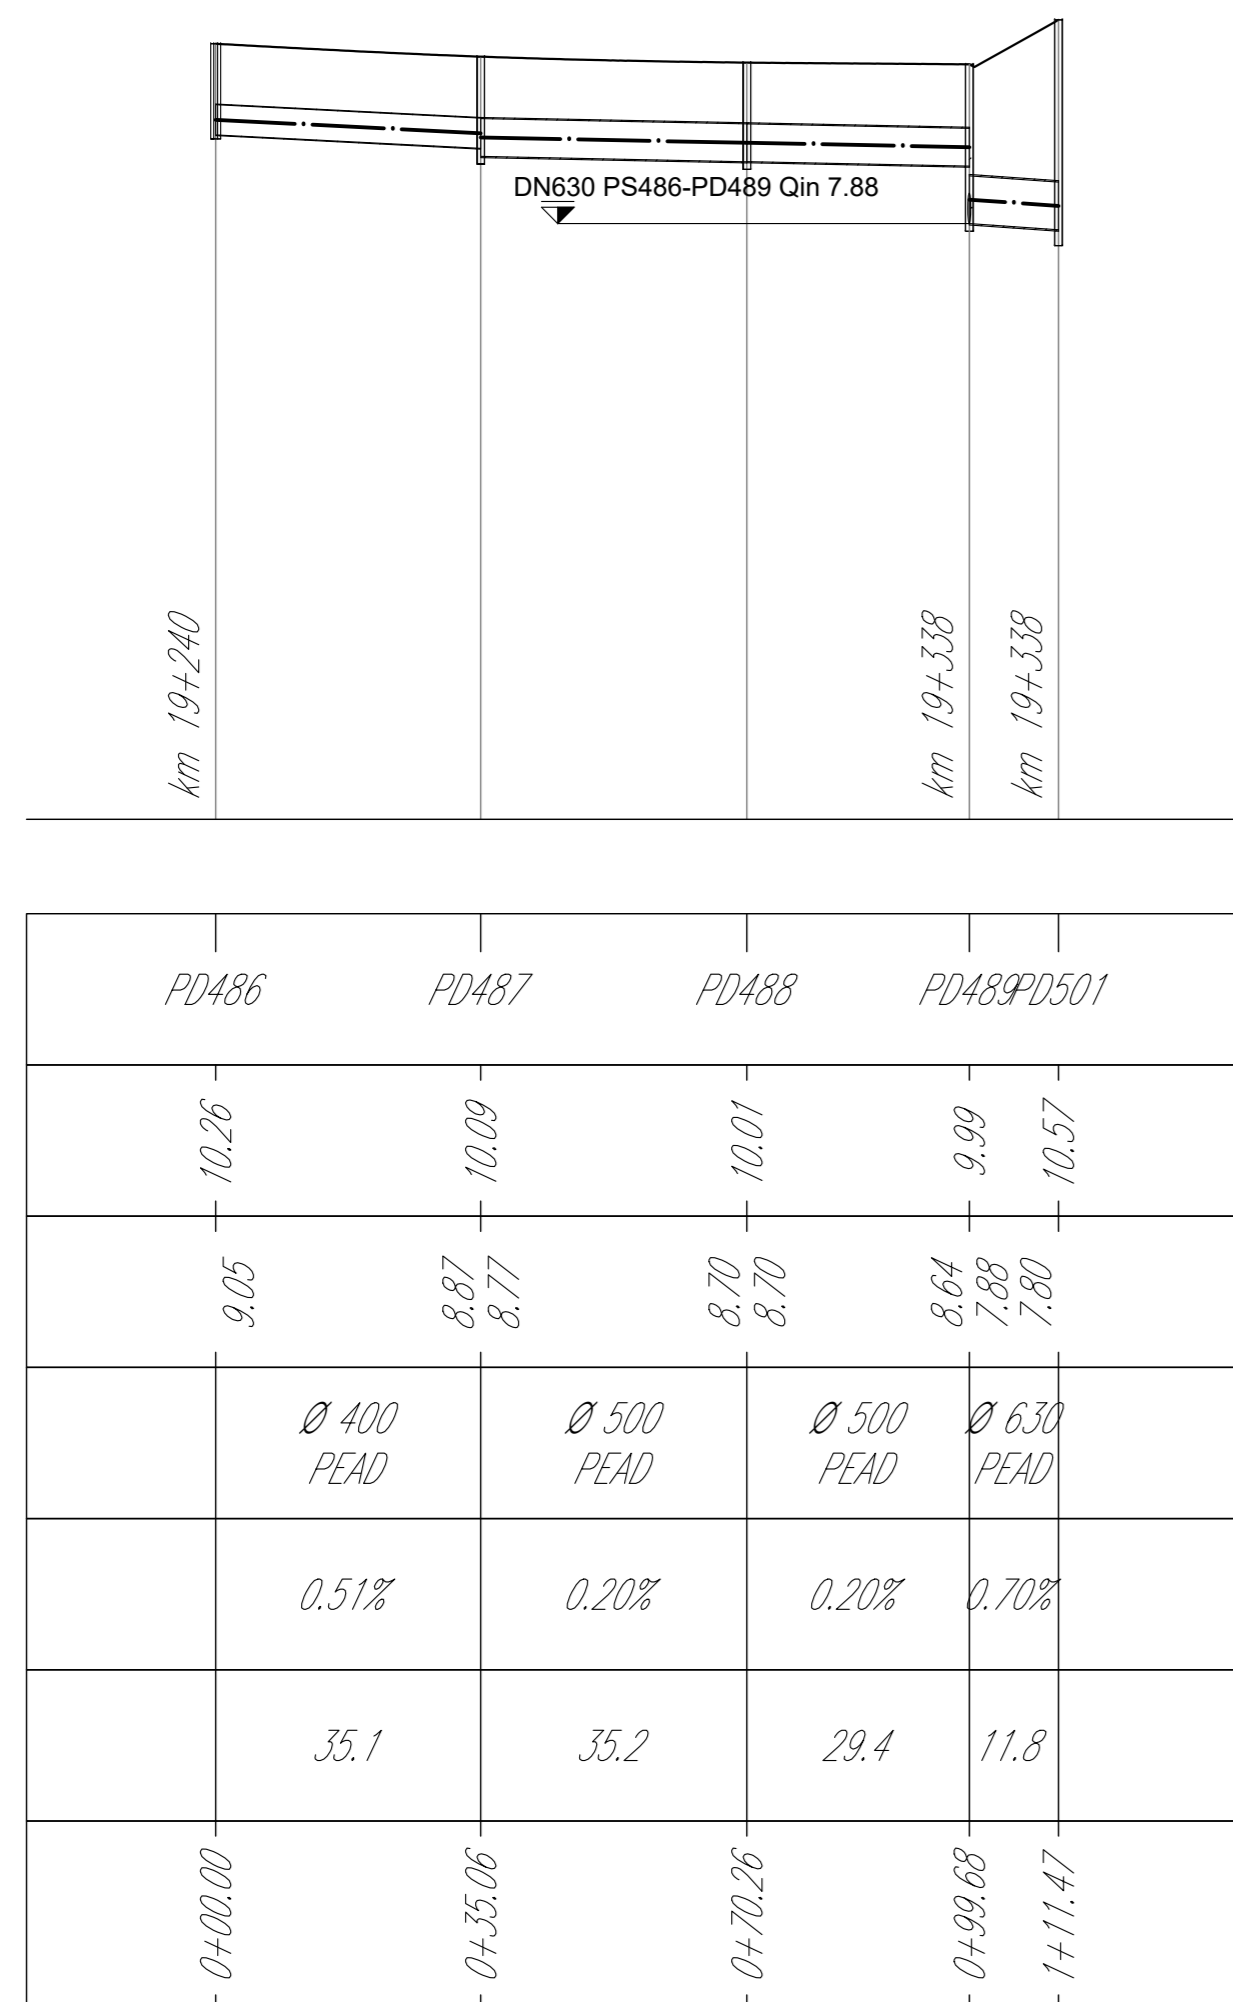 DN630 PS486-PD489 Qin 7.88
km 19+240
km 19+338
km 19+338
PD486 PD487 PD488 PD489 PD501
10.26 10.09 10.01 9.99 10.57
9.05 8.87 8.77 8.70 8.70 8.64 7.88 7.80
Ø 400 Ø 500 Ø 500 Ø 630
PEAD PEAD PEAD PEAD
0.51% 0.20% 0.20% 0.70%
35.1 35.2 29.4 11.8
0+00.00 0+35.06 0+70.26 0+99.68 1+11.47